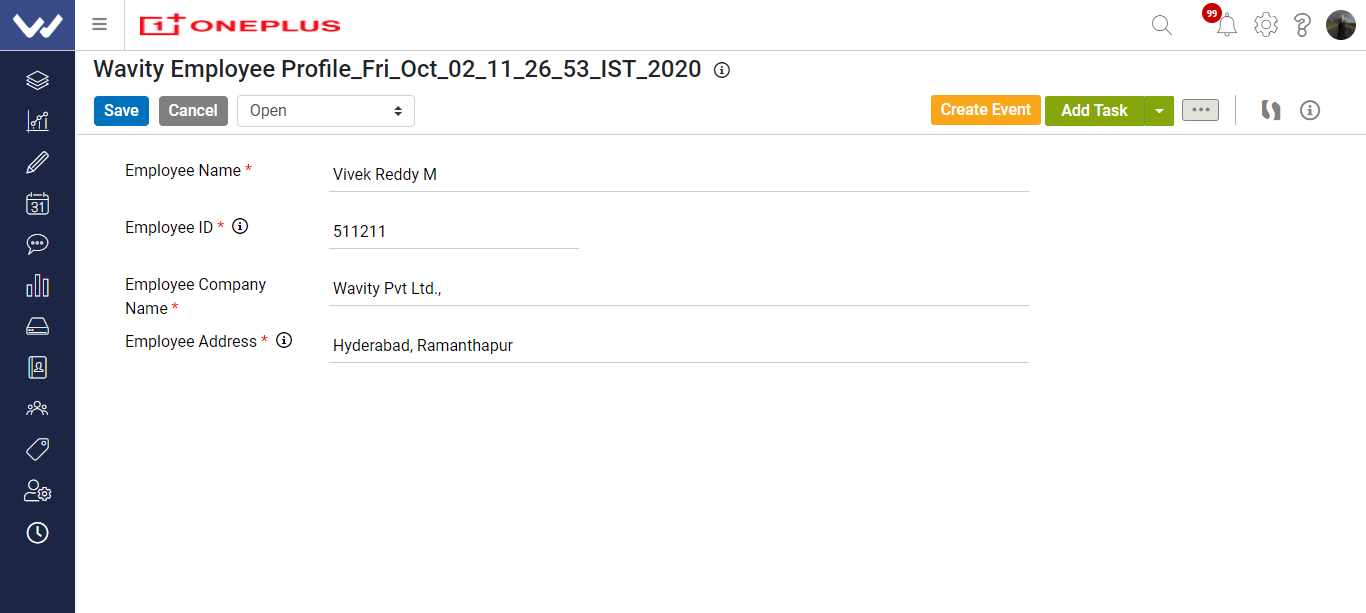 1+ ONEPLUS
99
Wavity Employee Profile_Fri_Oct_02_11_26_53_IST_2020
Save Cancel Open Create Event Add Task
31
Employee Name * Vivek Reddy M
Employee ID * 511211
Employee Company
Name * Wavity Pvt Ltd.,
Employee Address * Hyderabad, Ramanthapur